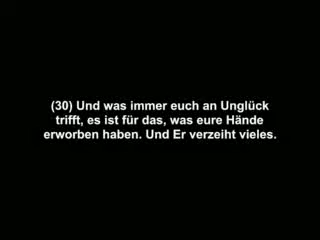 (30) Und was immer euch an Unglück
trifft, es ist für das, was eure Hände
erworben haben. Und Er verzeiht vieles.